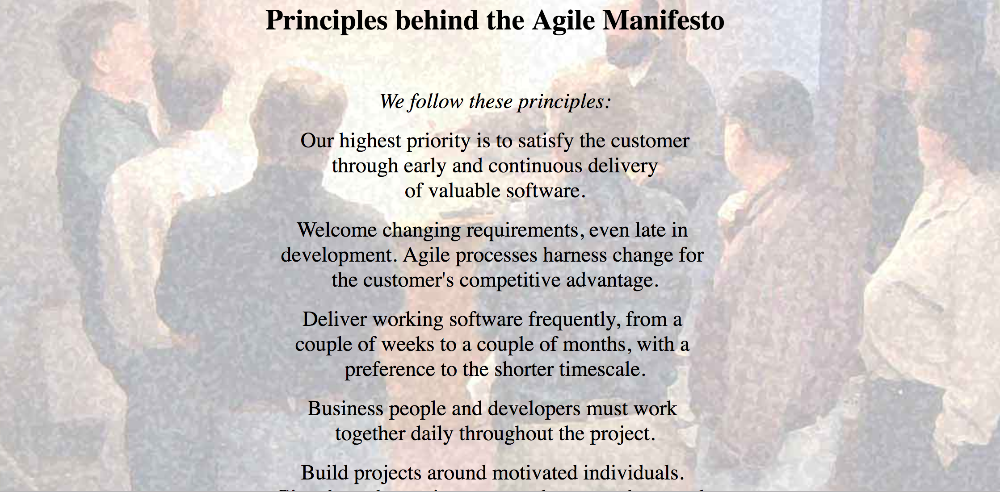 Principles behind the Agile Manifesto
We follow these principles:
Our highest priority is to satisfy the customer
through early and continuous delivery
of valuable software.
Welcome changing requirements, even late in
development. Agile processes harness change for
the customer's competitive advantage.
Deliver working software frequently, from a
couple of weeks to a couple of months, with a
preference to the shorter timescale.
Business people and developers must work
together daily throughout the project.
Build projects around motivated individuals.